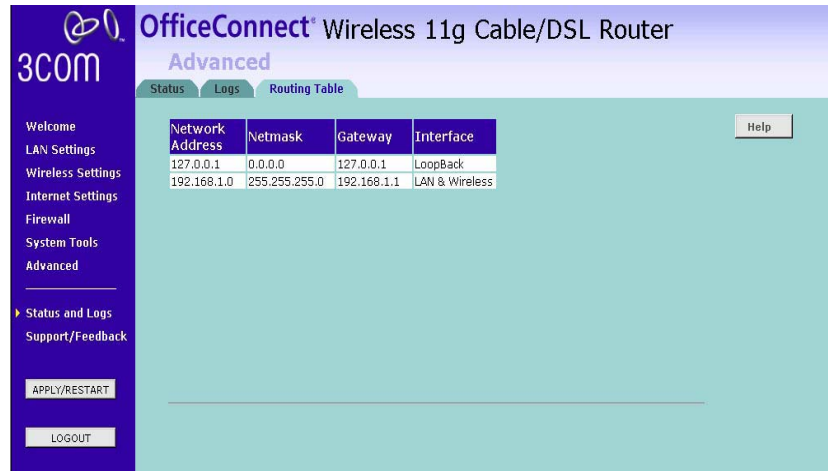 3COM
OfficeConnect® Wireless 11g Cable/DSL Router
Advanced
Status Logs Routing Table
Welcome
LAN Settings
Wireless Settings
Internet Settings
Firewall
System Tools
Advanced
Status and Logs
Support/Feedback
APPLY/RESTART
LOGOUT
Network Address Netmask Gateway Interface
127.0.0.1 0.0.0.0 127.0.0.1 LoopBack
192.168.1.0 255.255.255.0 192.168.1.1 LAN & Wireless
Help